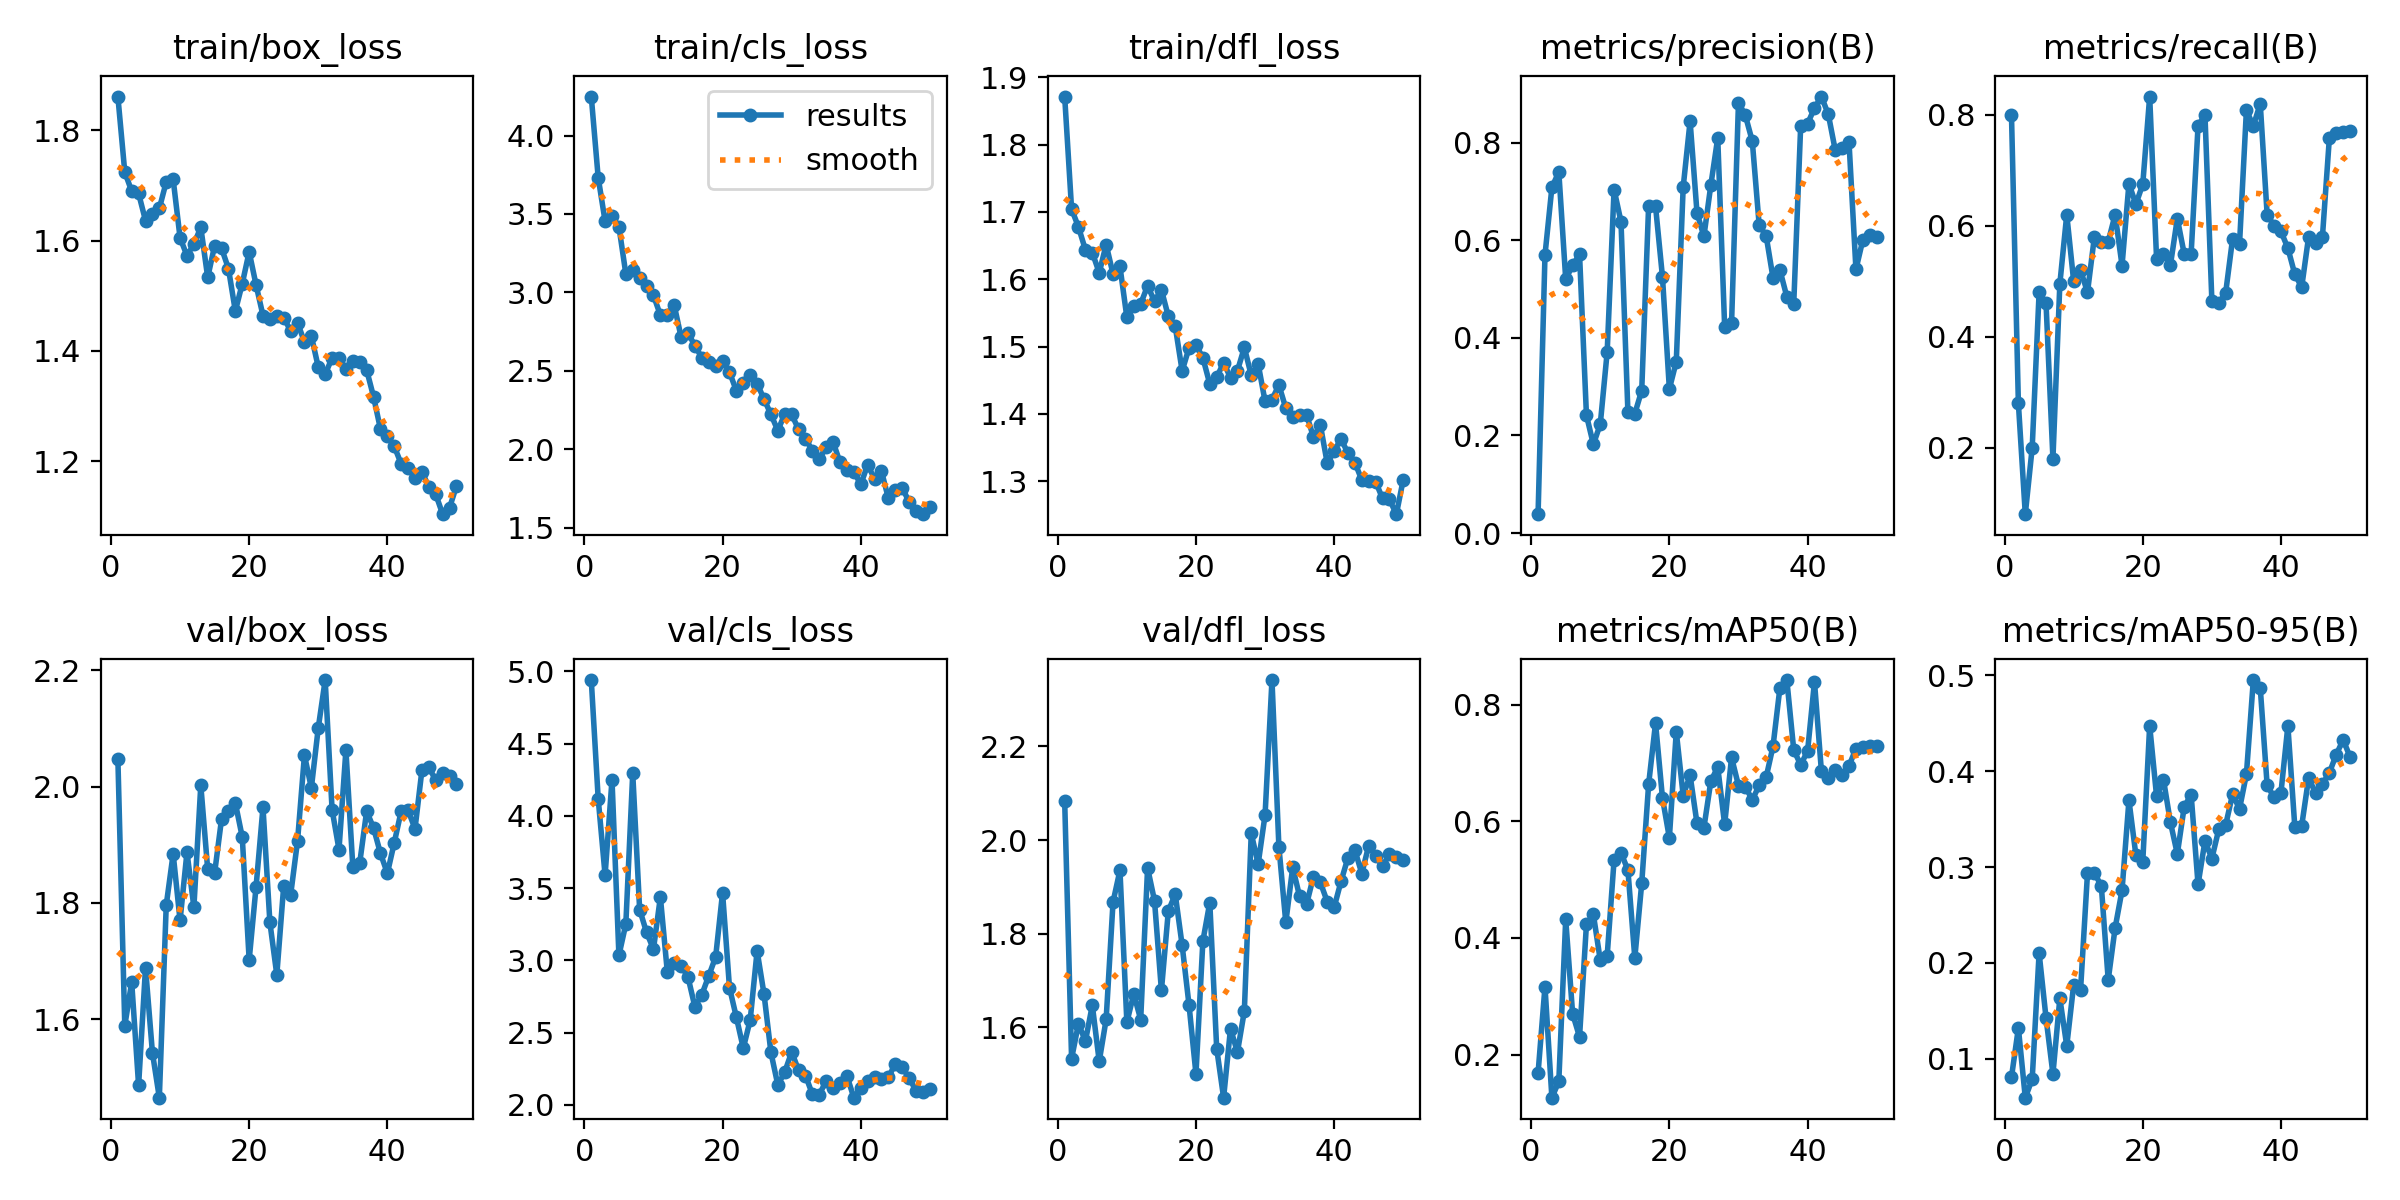 train/box_loss
1.8
1.6
1.4
1.2
0 20 40
train/cls_loss
results
smooth
4.0
3.5
3.0
2.5
2.0
1.5
0 20 40
train/dfl_loss
1.9
1.8
1.7
1.6
1.5
1.4
1.3
0 20 40
metrics/precision(B)
0.8
0.6
0.4
0.2
0.0
0 20 40
metrics/recall(B)
0.8
0.6
0.4
0.2
0 20 40
val/box_loss
2.2
2.0
1.8
1.6
0 20 40
val/cls_loss
5.0
4.5
4.0
3.5
3.0
2.5
2.0
0 20 40
val/dfl_loss
2.2
2.0
1.8
1.6
0 20 40
metrics/mAP50(B)
0.8
0.6
0.4
0.2
0 20 40
metrics/mAP50-95(B)
0.5
0.4
0.3
0.2
0.1
0 20 40